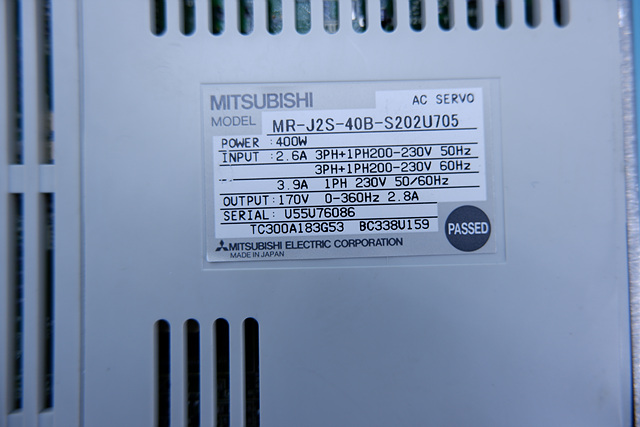 MITSUBISHI AC SERVO
MODEL MR-J2S-40B-S202U705
POWER :400W
INPUT :2.6A 3PH+1PH200-230V 50Hz
3PH+1PH200-230V 60Hz
3.9A 1PH 230V 50/60Hz
OUTPUT:170V 0-360Hz 2.8A
SERIAL: U55U76086
TC300A183G53 BC338U159
PASSED
MITSUBISHI ELECTRIC CORPORATION
MADE IN JAPAN